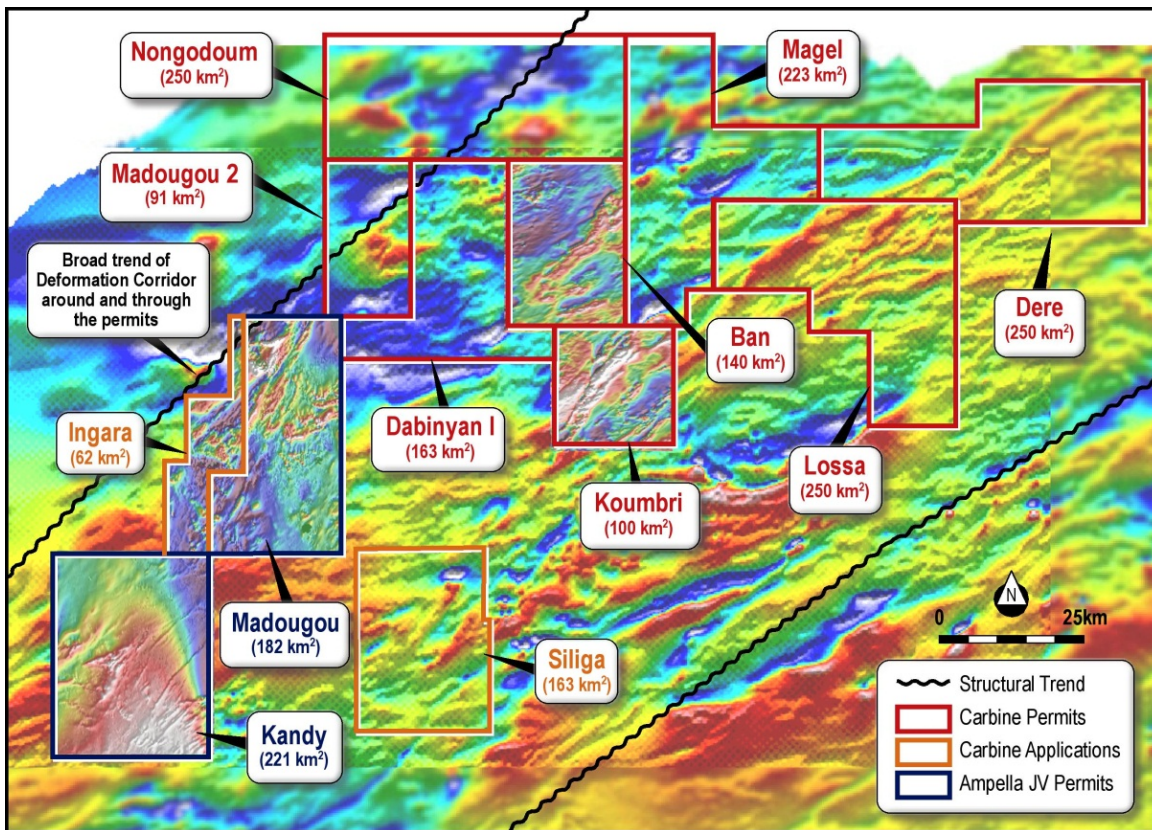 Nongodoum
(250 km²)
Magel
(223 km²)
Madougou 2
(91 km²)
Broad trend of
Deformation Corridor
around and through
the permits
Ban
(140 km²)
Dere
(250 km²)
Ingara
(62 km²)
Dabinyan I
(163 km²)
Lossa
(250 km²)
Koumbri
(100 km²)
Madougou
(182 km²)
Siliga
(163 km²)
Kandy
(221 km²)
N
0 25km
Structural Trend
Carbine Permits
Carbine Applications
Ampella JV Permits